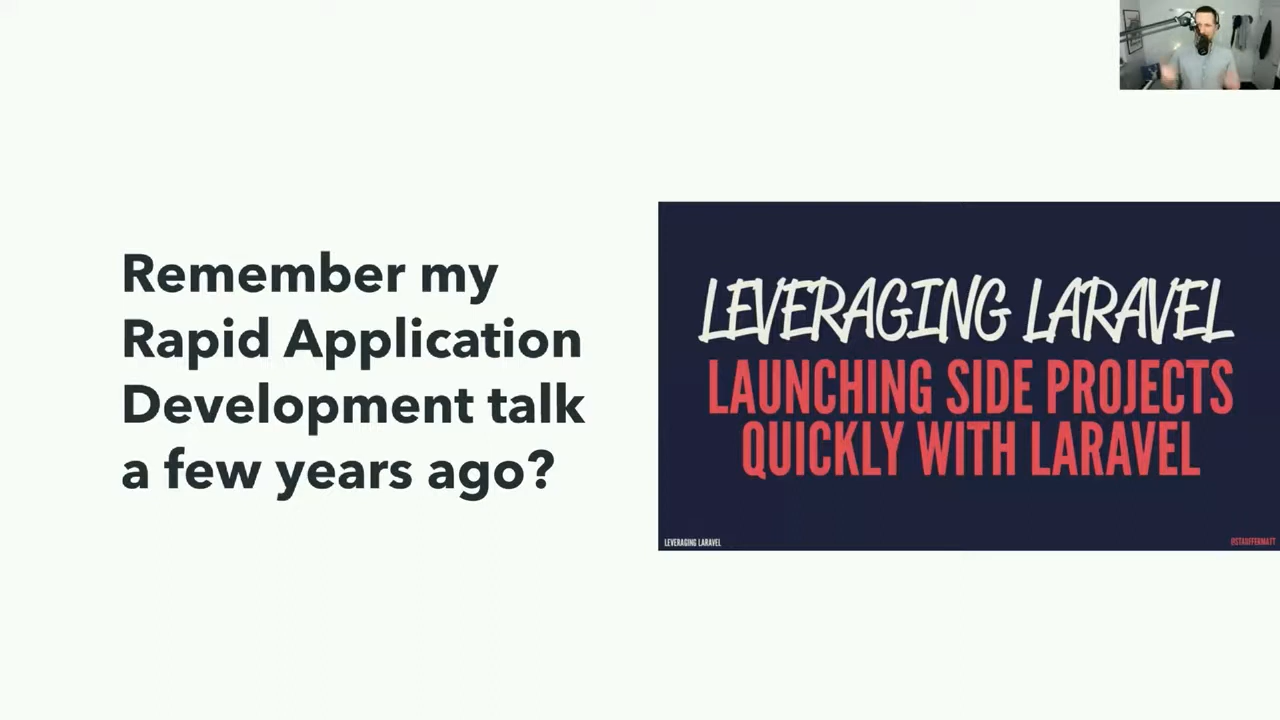 Remember my
Rapid Application
Development talk
a few years ago?
LEVERAGING LARAVEL
LAUNCHING SIDE PROJECTS
QUICKLY WITH LARAVEL
LEVERAGING LARAVEL
@STAUFFERMATT